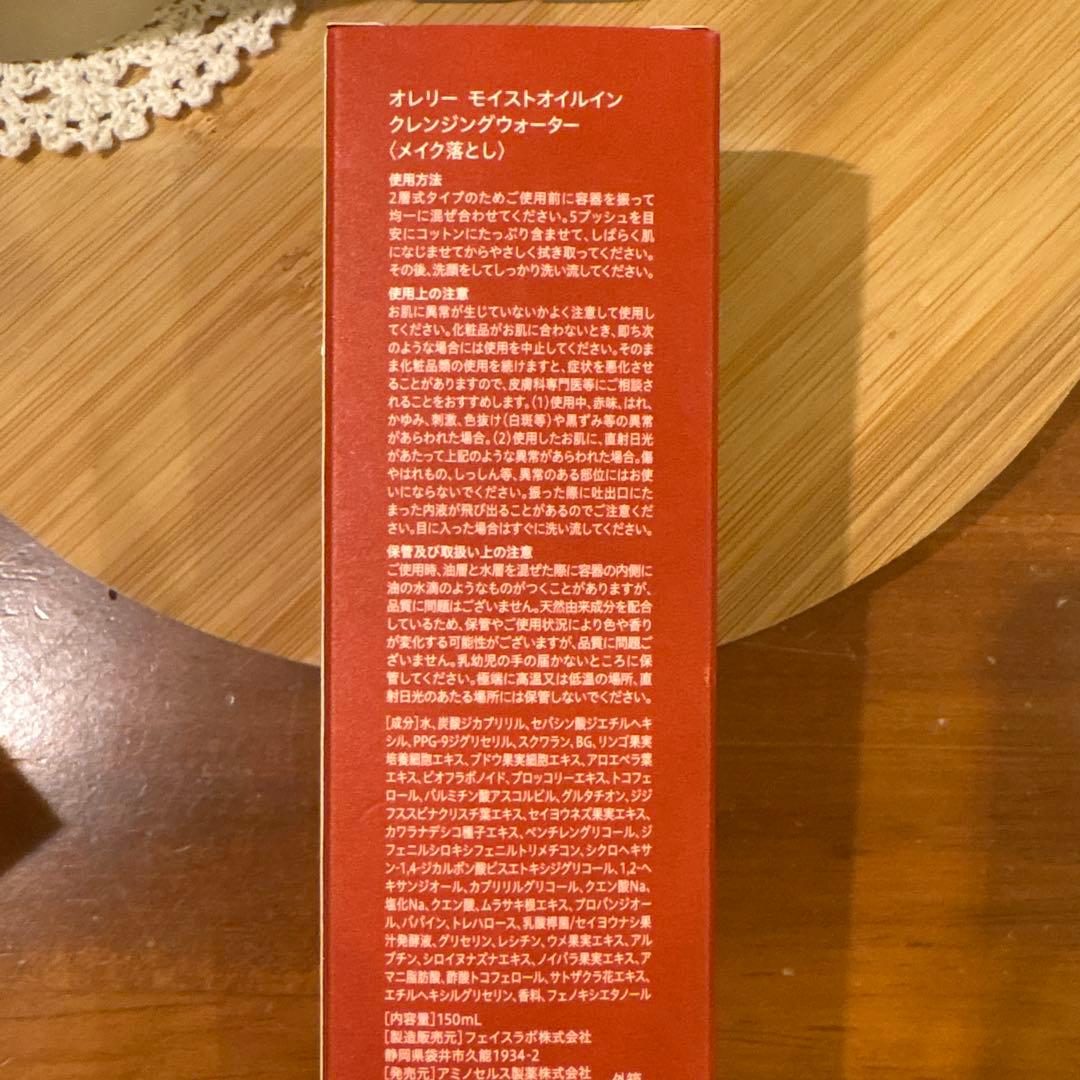 オレリー モイストオイルイン
クレンジングウォーター
〈メイク落とし〉
使用方法
2層式タイプのためご使用前に容器を振って
均一に混ぜ合わせてください。5プッシュを目
安にコットンにたっぷり含ませて、しばらく肌
になじませてからやさしく拭き取ってください。
その後、洗顔をしてしっかり洗い流してください。
使用上の注意
お肌に異常が生じていないかよく注意して使用し
てください。化粧品がお肌に合わないとき、即ち次
のような場合には使用を中止してください。そのま
ま化粧品類の使用を続けますと、症状を悪化させ
ることがありますので、皮膚科専門医等にご相談さ
れることをおすすめします。(1)使用中、赤味、はれ、
かゆみ、刺激、色抜け(白斑等)や黒ずみ等の異常
があらわれた場合。(2)使用したお肌に、直射日光
があたって上記のような異常があらわれた場合。傷
やはれもの、しっしん等、異常のある部位にはお使
いにならないでください。振った際に吐出口にた
まった内液が飛び出ることがあるのでご注意くだ
さい。目に入った場合はすぐに洗い流してください。
保管及び取扱い上の注意
ご使用時、油層と水層を混ぜた際に容器の内側に
油の水滴のようなものがつくことがありますが、
品質に問題はございません。天然由来成分を配合
しているため、保管やご使用状況により色や香り
が変化する可能性がございますが、品質に問題ご
ざいません。乳幼児の手の届かないところに保
管してください。極端に高温又は低温の場所、直
射日光のあたる場所には保管しないでください。
[成分]水、炭酸ジカプリリル、セバシン酸ジエチルヘキ
シル、PPG-9ジグリセリル、スクワラン、BG、リンゴ果実
培養細胞エキス、ブドウ果実細胞エキス、アロエベラ葉
エキス、ビオフラボノイド、ブロッコリーエキス、トコフェ
ロール、パルミチン酸アスコルビル、グルタチオン、ジジ
フススピナクリスチ葉エキス、セイヨウネズ果実エキス、
カワラナデシコ種子エキス、ペンチレングリコール、ジ
フェニルシロキシフェニルトリメチコン、シクロヘキサ
ン-1,4-ジカルボン酸ビスエトキシジグリコール、1,2-ヘ
キサンジオール、カプリリルグリコール、クエン酸Na、
塩化Na、クエン酸、ムラサキ根エキス、プロパンジオー
ル、パパイン、トレハロース、乳酸桿菌/セイヨウナシ果
汁発酵液、グリセリン、レシチン、ウメ果実エキス、アル
ブチン、シロイヌナズナエキス、ノイバラ果実エキス、ア
マニ脂肪酸、酢酸トコフェロール、サトザクラ花エキス、
エチルヘキシルグリセリン、香料、フェノキシエタノール
[内容量]150mL
[製造販売元]フェイスラボ株式会社
静岡県袋井市久能1934-2
[発売元]アミノセルス製薬株式会社